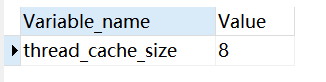 Variable_name Value
thread_cache_size 8